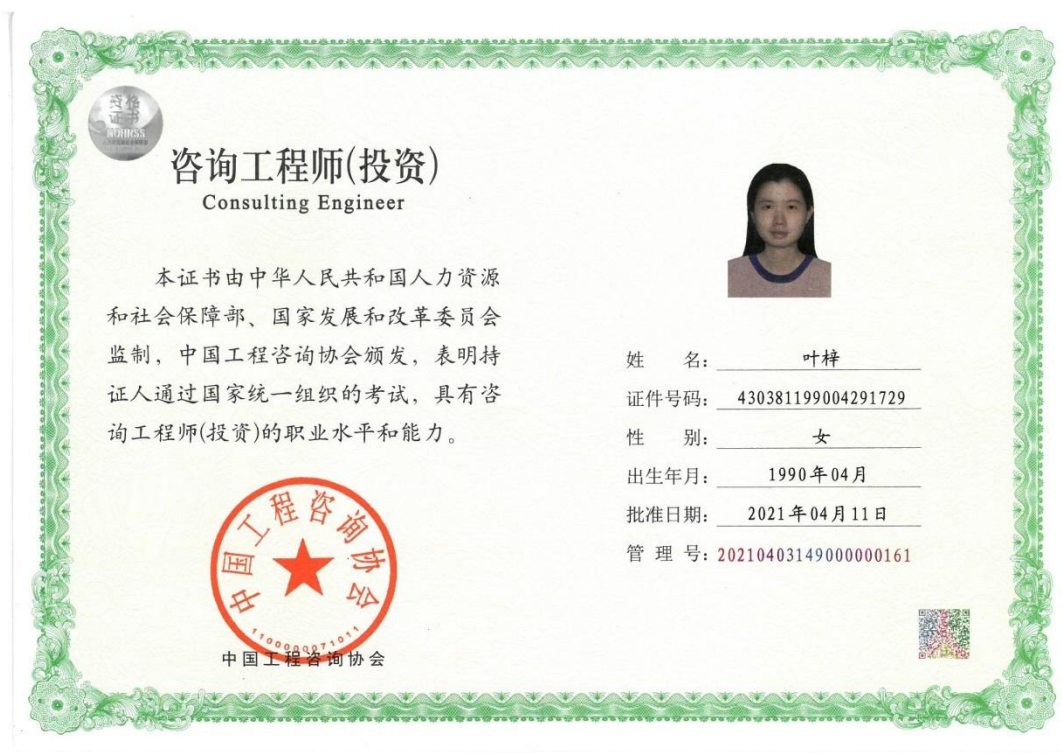 资格
证书
MOHRSS
咨询工程师(投资)
Consulting Engineer
本证书由中华人民共和国人力资源
和社会保障部、国家发展和改革委员会
监制，中国工程咨询协会颁发，表明持
证人通过国家统一组织的考试，具有咨
询工程师(投资)的职业水平和能力。
中国工程咨询协会
1100000071011
中国工程咨询协会
姓 名： 叶梓
证件号码： 430381199004291729
性 别： 女
出生年月： 1990年04月
批准日期： 2021年04月11日
管 理 号：20210403149000000161